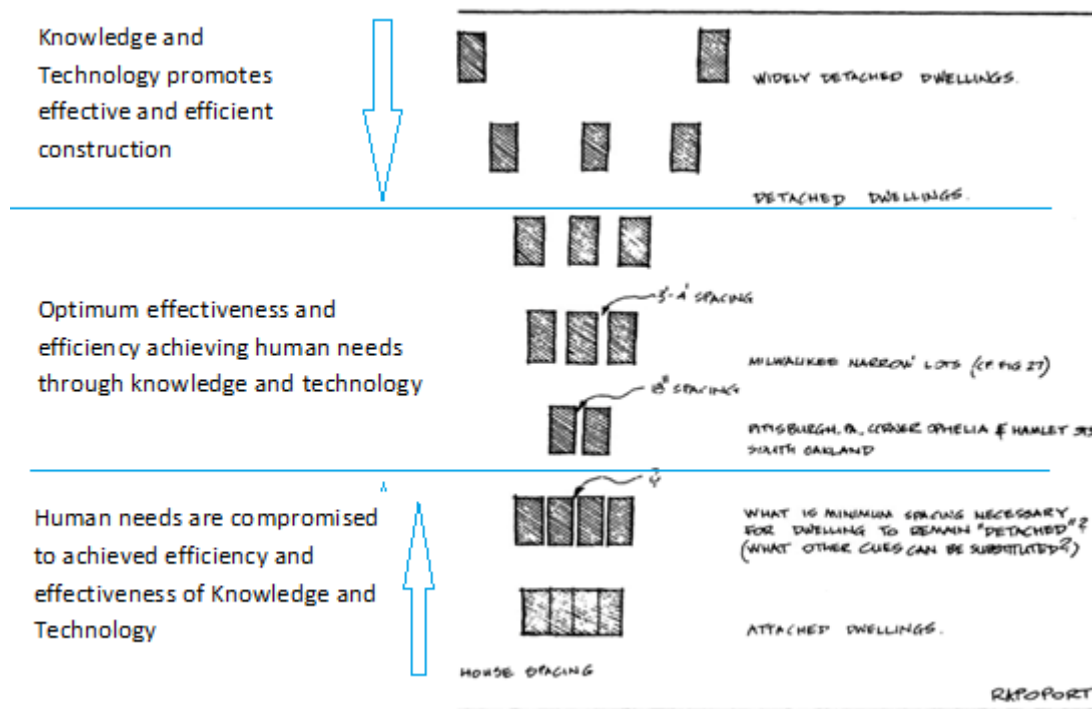 Knowledge and
Technology promotes
effective and efficient
construction
WIDELY DETACHED DWELLINGS.
DETACHED DWELLINGS.
Optimum effectiveness and
efficiency achieving human needs
through knowledge and technology
3'-4' SPACING
MILWAUKEE NARROW LOTS (CF FIG 27)
18" SPACING
PITTSBURGH, PA., CORNER OPHELIA & HAMLET STS
SOUTH OAKLAND
Human needs are compromised
to achieved efficiency and
effectiveness of Knowledge and
Technology
?
WHAT IS MINIMUM SPACING NECESSARY
FOR DWELLING TO REMAIN "DETACHED"?
(WHAT OTHER CUES CAN BE SUBSTITUTED?)
ATTACHED DWELLINGS.
HOUSE SPACING
RAPOPORT